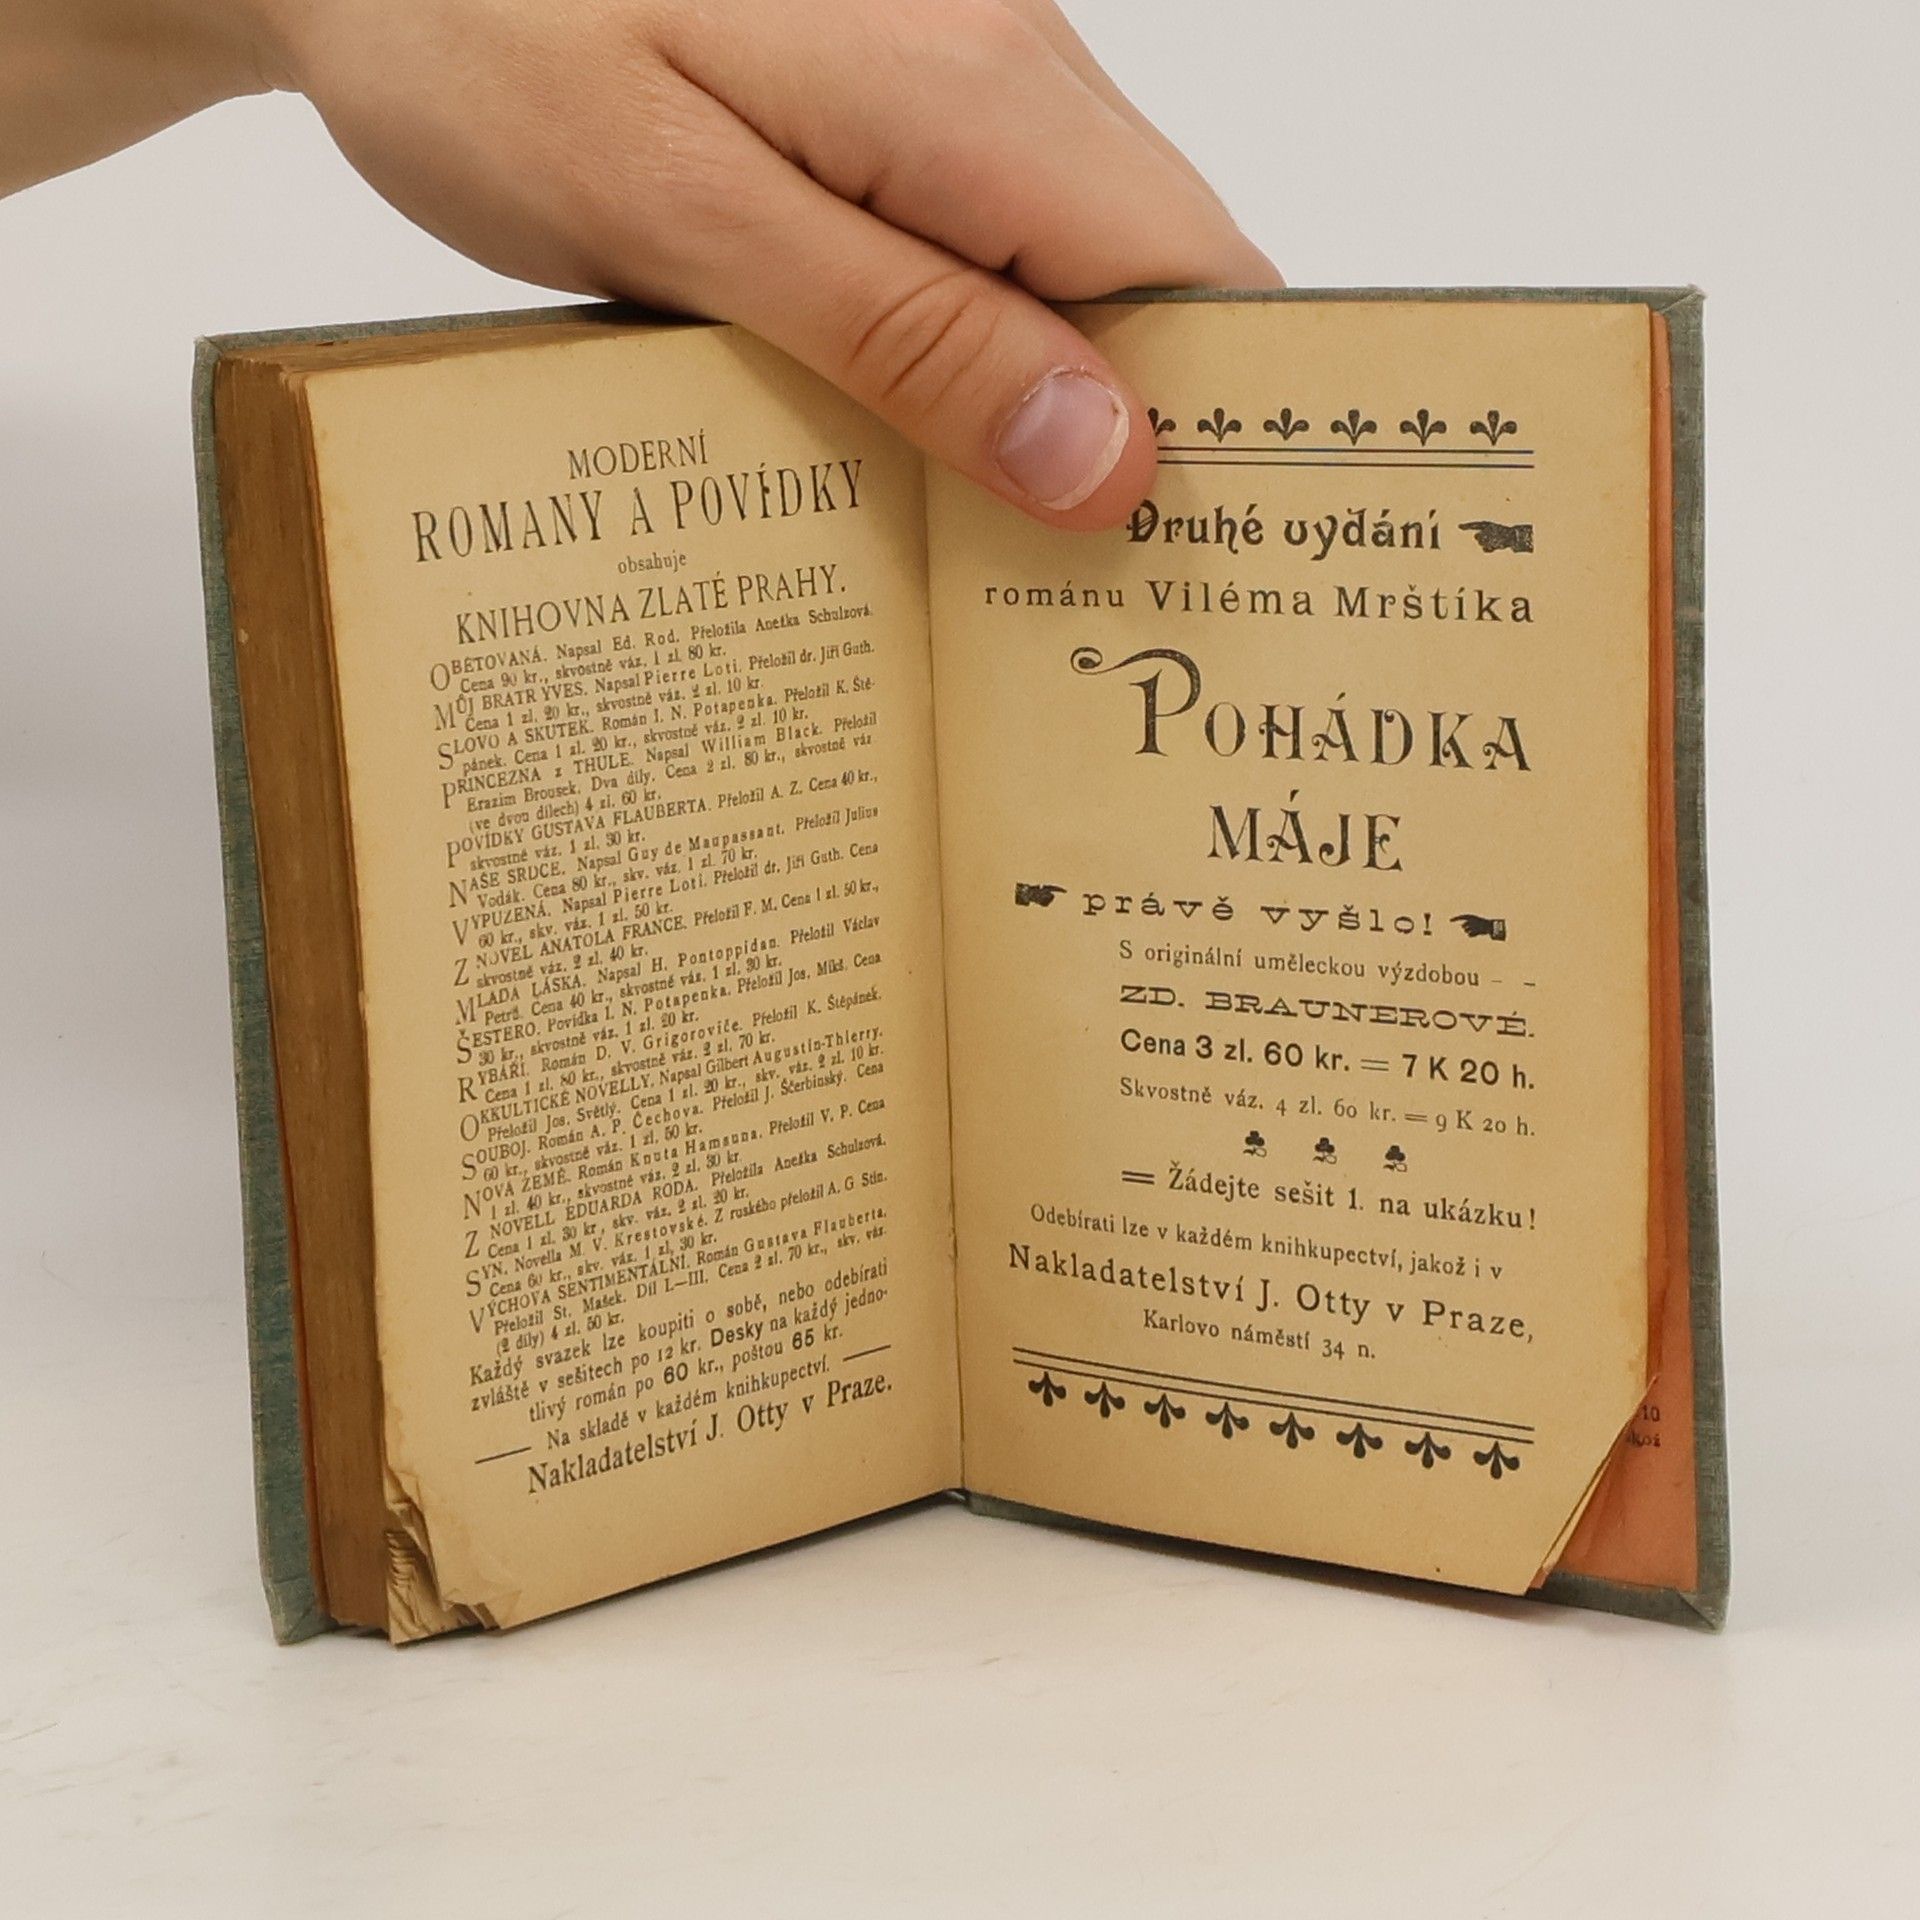 MODERNÍ
ROMANY A POVÍDKY
obsahuje
KNIHOVNA ZLATÉ PRAHY.
OBĚTOVANÁ. Napsal Ed. Rod. Přeložila Anežka Schulzová.
Cena 90 kr., skvostně váz. 1 zl. 80 kr.
MŮJ BRATR YVES. Napsal Pierre Loti. Přeložil dr. Jiří Guth.
Cena 1 zl. 20 kr., skvostně váz. 2 zl. 10 kr.
SLOVO A SKUTEK. Román I. N. Potapenka. Přeložil K. Ště-
pánek. Cena 1 zl. 20 kr., skvostně váz. 2 zl. 10 kr.
PRINCEZNA z THULE. Napsal William Black. Přeložil
Erazim Brousek. Dva díly. Cena 2 zl. 80 kr., skvostně váz.
(ve dvou dílech) 4 zl. 60 kr.
POVÍDKY GUSTAVA FLAUBERTA. Přeložil A. Z. Cena 40 kr.,
skvostně váz. 1 zl. 30 kr.
NAŠE SRDCE. Napsal Guy de Maupassant. Přeložil Julius
Vodák. Cena 80 kr., skv. váz. 1 zl. 70 kr.
VYPUZENÁ. Napsal Pierre Loti. Přeložil dr. Jiří Guth. Cena
60 kr., skv. váz. 1 zl. 50 kr.
Z NOVEL ANATOLA FRANCE. Přeložil F. M. Cena 1 zl. 50 kr.,
skvostně váz. 2 zl. 40 kr.
MLADÁ LÁSKA. Napsal H. Pontoppidan. Přeložil Václav
Petrů. Cena 40 kr., skvostně váz. 1 zl. 30 kr.
ŠESTERO. Povídka I. N. Potapenka. Přeložil Jos. Mikš. Cena
30 kr., skvostně váz. 1 zl. 20 kr.
RYBÁŘI. Román D. V. Grigoroviče. Přeložil K. Štěpánek.
Cena 1 zl. 80 kr., skvostně váz. 2 zl. 70 kr.
OKKULTICKÉ NOVELLY. Napsal Gilbert Augustin-Thierry.
Přeložil Jos. Světlý. Cena 1 zl. 20 kr., skv. váz. 2 zl. 10 kr.
SOUBOJ. Román A. P. Čechova. Přeložil J. Ščerbinský. Cena
60 kr., skvostně váz. 1 zl. 50 kr.
NOVÁ ZEMĚ. Román Knuta Hamsuna. Přeložil V. P. Cena
1 zl. 40 kr., skvostně váz. 2 zl. 30 kr.
Z NOVELL EDUARDA RODA. Přeložila Anežka Schulzová.
Cena 1 zl. 30 kr., skv. váz. 2 zl. 20 kr.
SYN. Novella M. V. Krestovské. Z ruského přeložil A. G Stín.
Cena 60 kr., skv. váz. 1 zl. 30 kr.
VÝCHOVA SENTIMENTÁLNÍ. Román Gustava Flauberta.
Přeložil St. Mašek. Díl I.—III. Cena 2 zl. 70 kr., skv. váz.
(2 díly) 4 zl. 50 kr.
Každý svazek lze koupiti o sobě, nebo odebírati
zvláště v sešitech po 12 kr. Desky na každý jedno-
tlivý román po 60 kr., poštou 65 kr.
Na skladě v každém knihkupectví.
Nakladatelství J. Otty v Praze.
Druhé vydání
románu Viléma Mrštíka
POHÁDKA
MÁJE
právě vyšlo!
S originální uměleckou výzdobou – –
ZD. BRAUNEROVÉ.
Cena 3 zl. 60 kr. = 7 K 20 h.
Skvostně váz. 4 zl. 60 kr. = 9 K 20 h.
= Žádejte sešit 1. na ukázku!
Odebírati lze v každém knihkupectví, jakož i v
Nakladatelství J. Otty v Praze,
Karlovo náměstí 34 n.
10